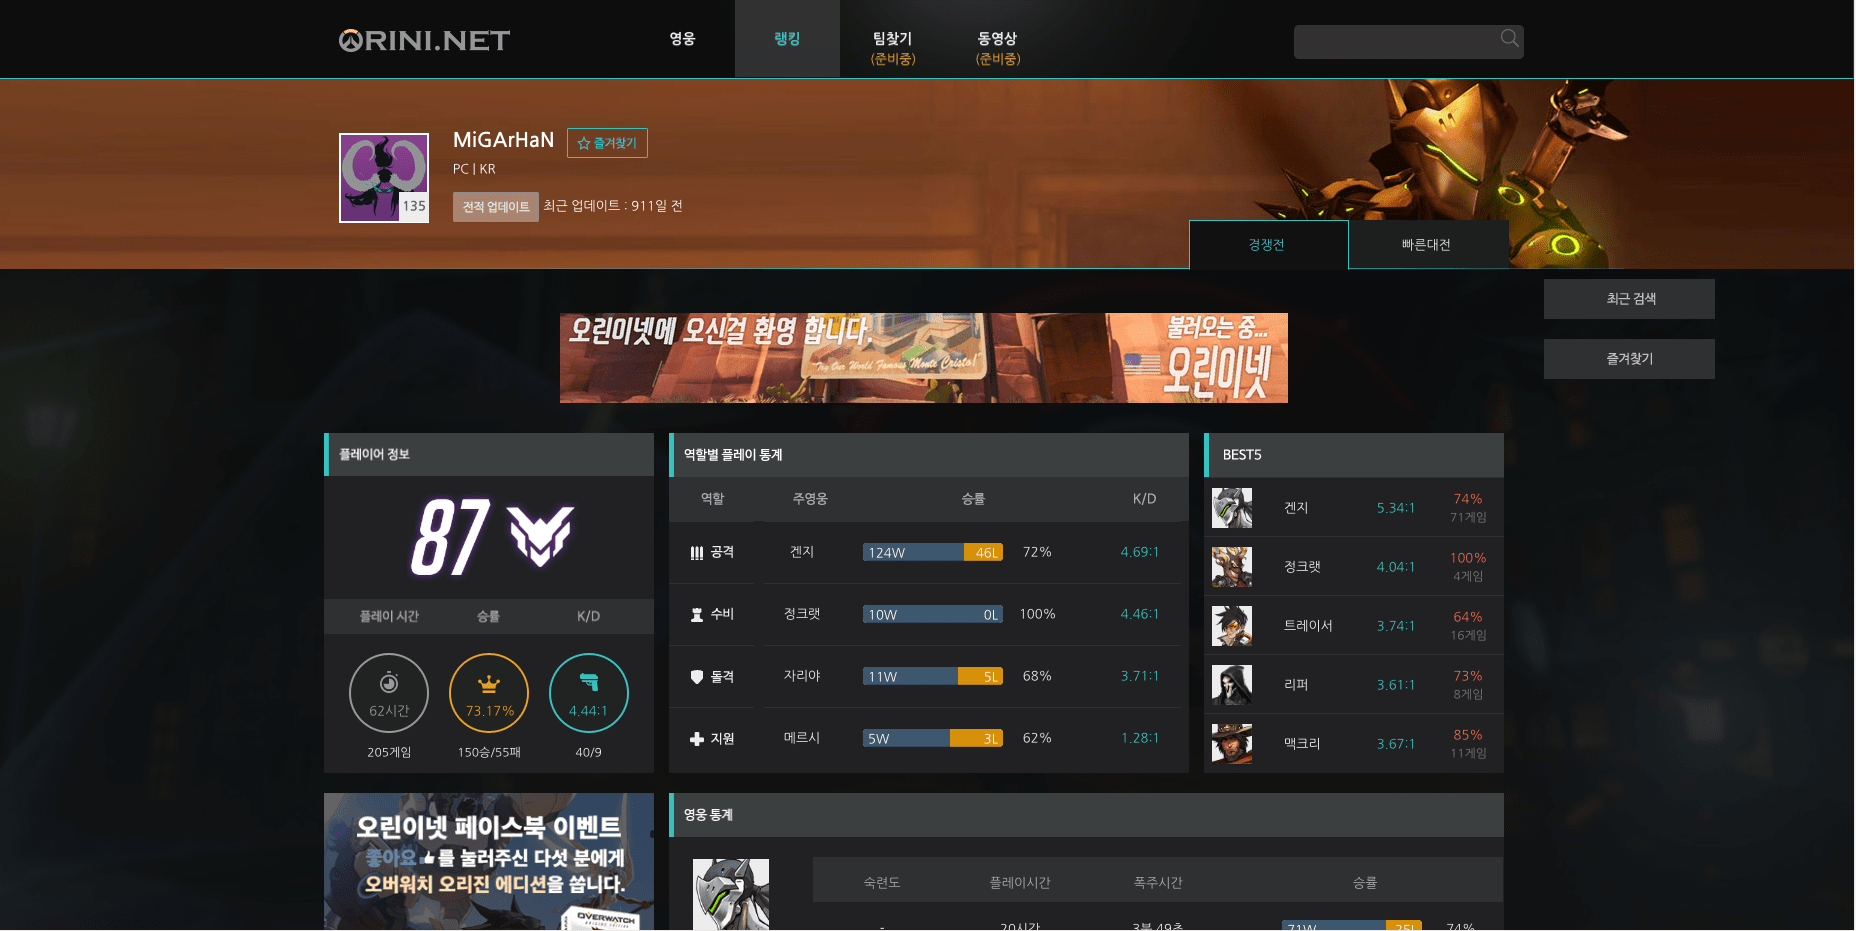 ORINI.NET
영웅
랭킹
팀찾기
(준비중)
동영상
(준비중)
MiGArHaN
즐겨찾기
PC | KR
135
전적 업데이트 최근 업데이트 : 911일 전
경쟁전
빠른대전
최근 검색
즐겨찾기
오린이넷에 오신걸 환영 합니다.
Try Our World Famous Monte Cristo!
불러오는 중...
오린이넷
플레이어 정보
87
플레이 시간 승률 K/D
62시간 73.17% 4.44:1
205게임 150승/55패 40/9
역할별 플레이 통계
역할 주영웅 승률 K/D
공격 겐지 124W 46L 72% 4.69:1
수비 정크랫 10W 0L 100% 4.46:1
돌격 자리야 11W 5L 68% 3.71:1
지원 메르시 5W 3L 62% 1.28:1
BEST5
겐지 5.34:1 74%
71게임
정크랫 4.04:1 100%
4게임
트레이서 3.74:1 64%
16게임
리퍼 3.61:1 73%
8게임
맥크리 3.67:1 85%
11게임
오린이넷 페이스북 이벤트
좋아요 를 눌러주신 다섯 분에게
오버워치 오리진 에디션을 쏩니다.
OVERWATCH
영웅 통계
숙련도 플레이시간 폭주시간 승률
- 20시간 3분 49초 71W 25L 74%